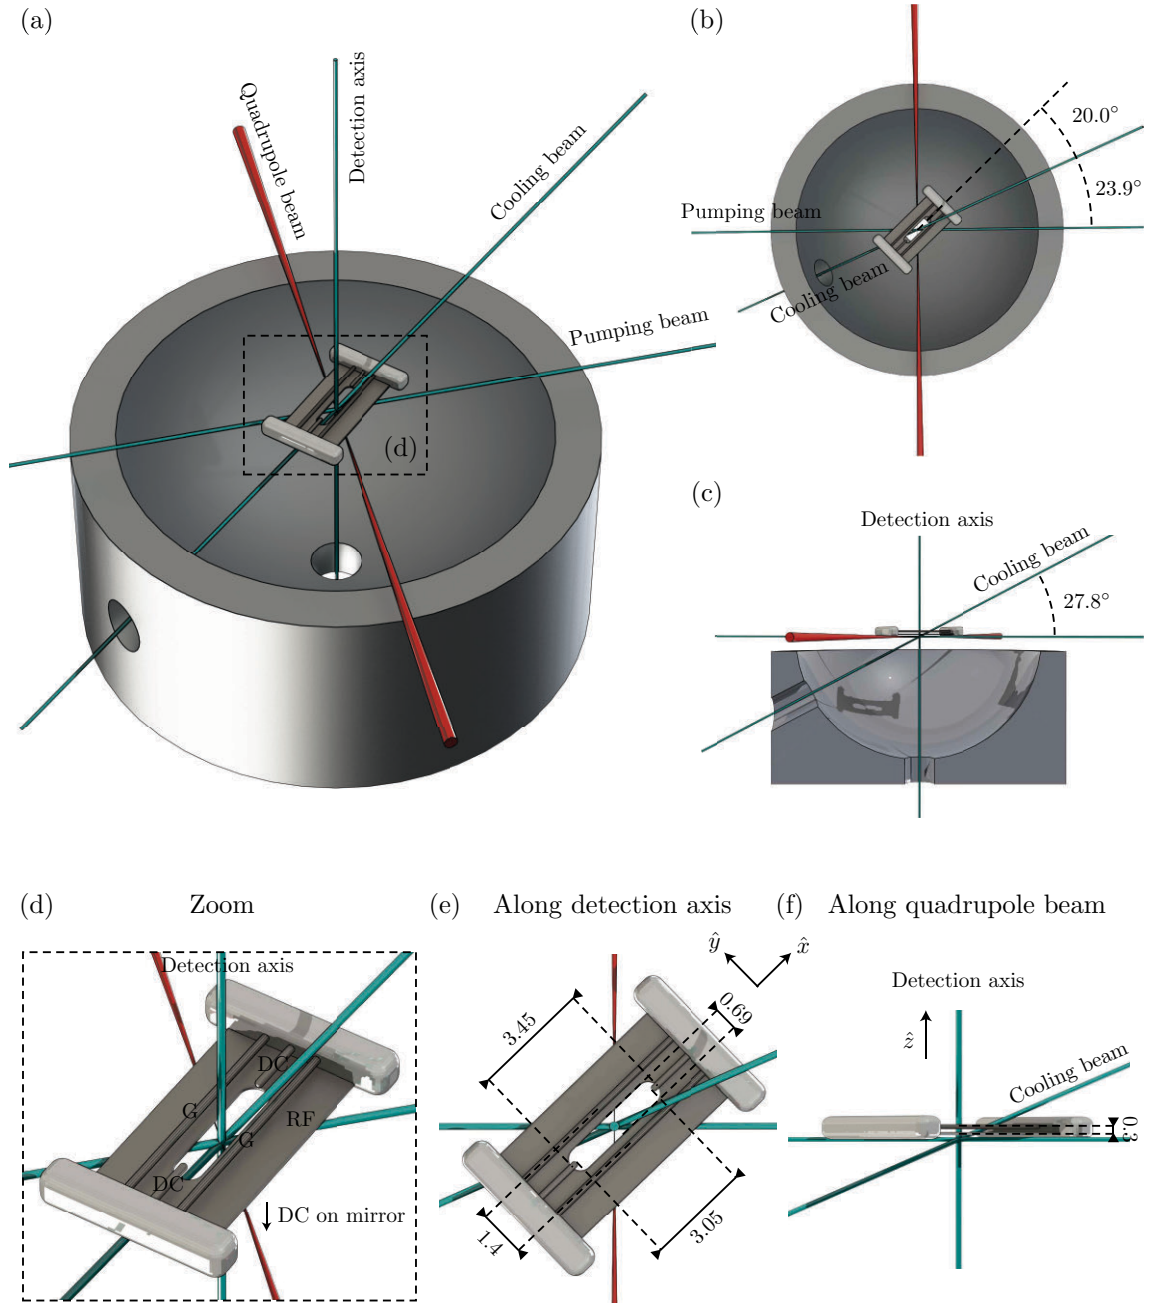 (a)
Detection axis
Quadrupole beam
Cooling beam
Pumping beam
(d)
(b)
20.0°
23.9°
Pumping beam
Cooling beam
(c)
Detection axis
Cooling beam
27.8°
(d) Zoom
Detection axis
DC
G
RF
G
DC
DC on mirror
(e) Along detection axis
ŷ
x̂
0.69
3.45
1.4
3.05
(f) Along quadrupole beam
Detection axis
ẑ
Cooling beam
0.3